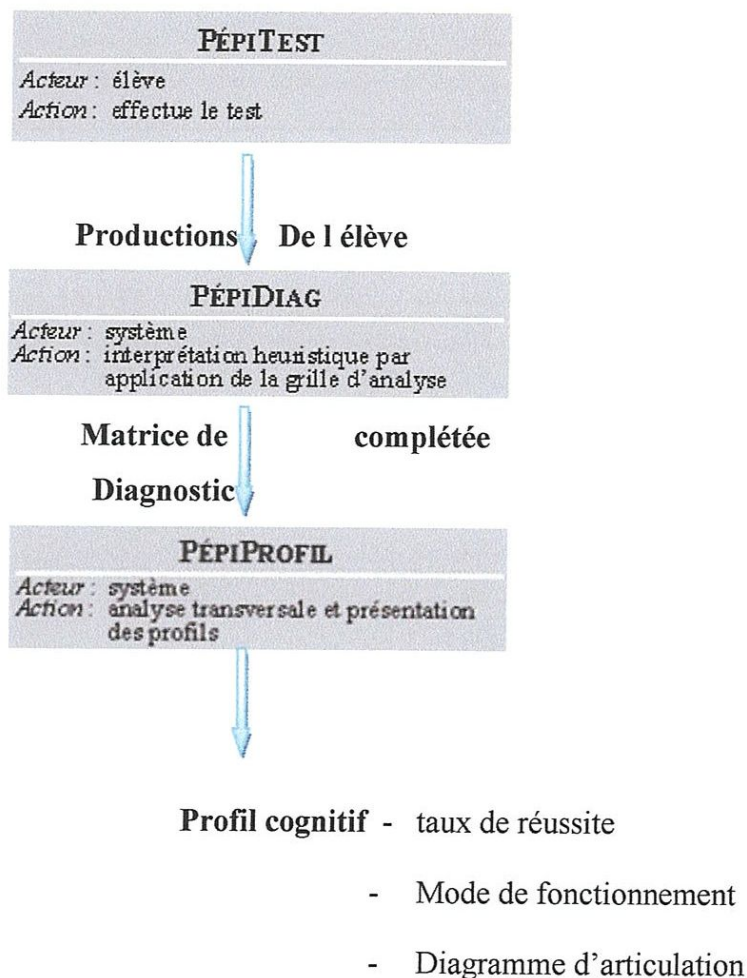 PÉPITEST
Acteur : élève
Action : effectue le test
Productions De l élève
PÉPIDIAG
Acteur : système
Action : interprétation heuristique par
application de la grille d'analyse
Matrice de complétée
Diagnostic
PÉPIPROFIL
Acteur : système
Action : analyse transversale et présentation
des profils
Profil cognitif - taux de réussite
- Mode de fonctionnement
- Diagramme d'articulation